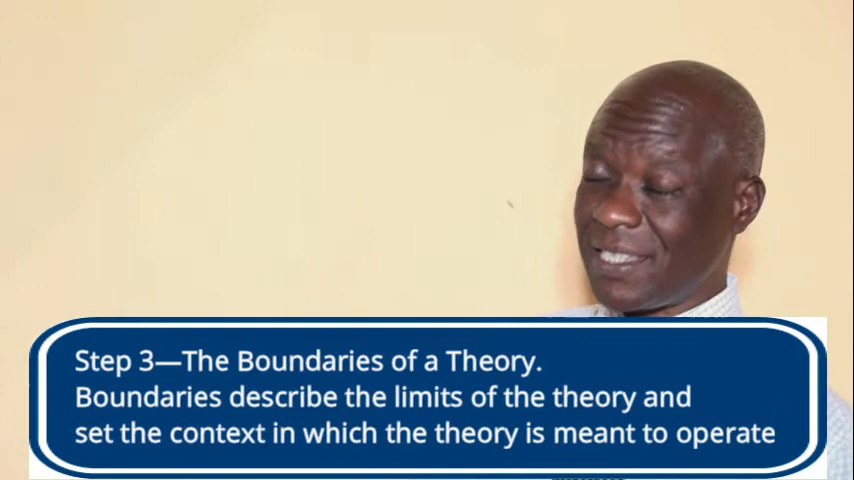 Step 3—The Boundaries of a Theory.
Boundaries describe the limits of the theory and
set the context in which the theory is meant to operate